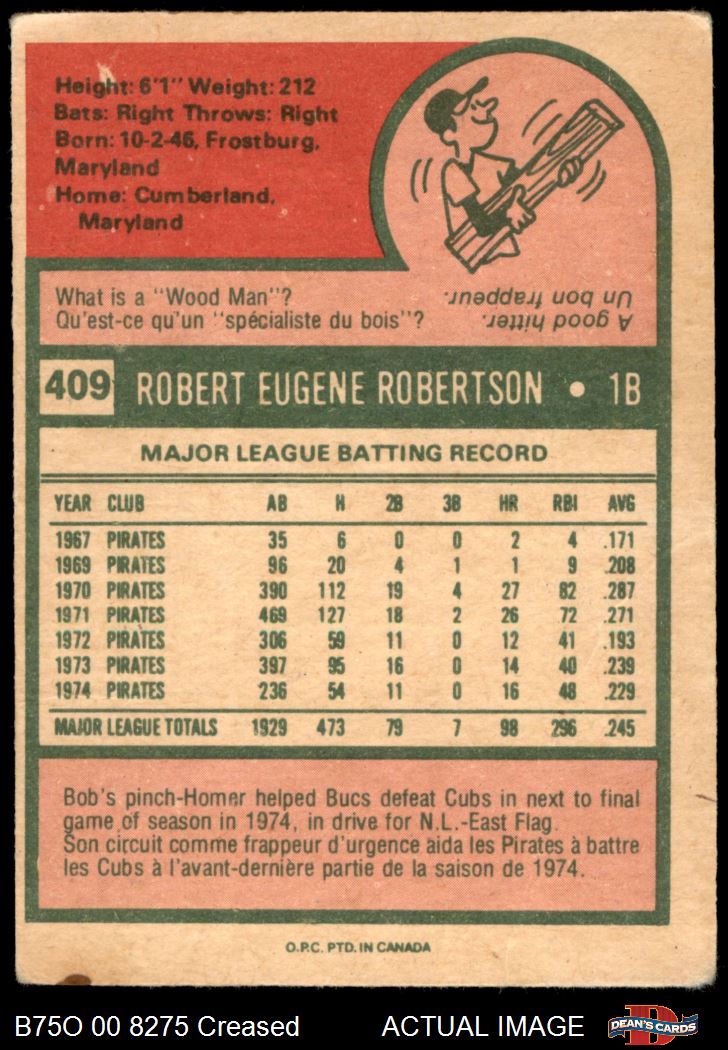 Height: 6'1" Weight: 212
Bats: Right Throws: Right
Born: 10-2-46, Frostburg,
Maryland
Home: Cumberland,
Maryland
What is a "Wood Man"?
Qu'est-ce qu'un "spécialiste du bois"?
A good hitter.
Un bon frappeur.
409 ROBERT EUGENE ROBERTSON • 1B
MAJOR LEAGUE BATTING RECORD
YEAR CLUB AB H 2B 3B HR RBI AVG
1967 PIRATES 35 6 0 0 2 4 .171
1969 PIRATES 96 20 4 1 1 9 .208
1970 PIRATES 390 112 19 4 27 82 .287
1971 PIRATES 469 127 18 2 26 72 .271
1972 PIRATES 306 59 11 0 12 41 .193
1973 PIRATES 397 95 16 0 14 40 .239
1974 PIRATES 236 54 11 0 16 48 .229
MAJOR LEAGUE TOTALS 1929 473 79 7 98 296 .245
Bob's pinch-Homer helped Bucs defeat Cubs in next to final
game of season in 1974, in drive for N.L.-East Flag.
Son circuit comme frappeur d'urgence aida les Pirates à battre
les Cubs à l'avant-dernière partie de la saison de 1974.
O.P.C. PTD. IN CANADA
B75O 00 8275 Creased ACTUAL IMAGE
D
DEAN'S CARDS